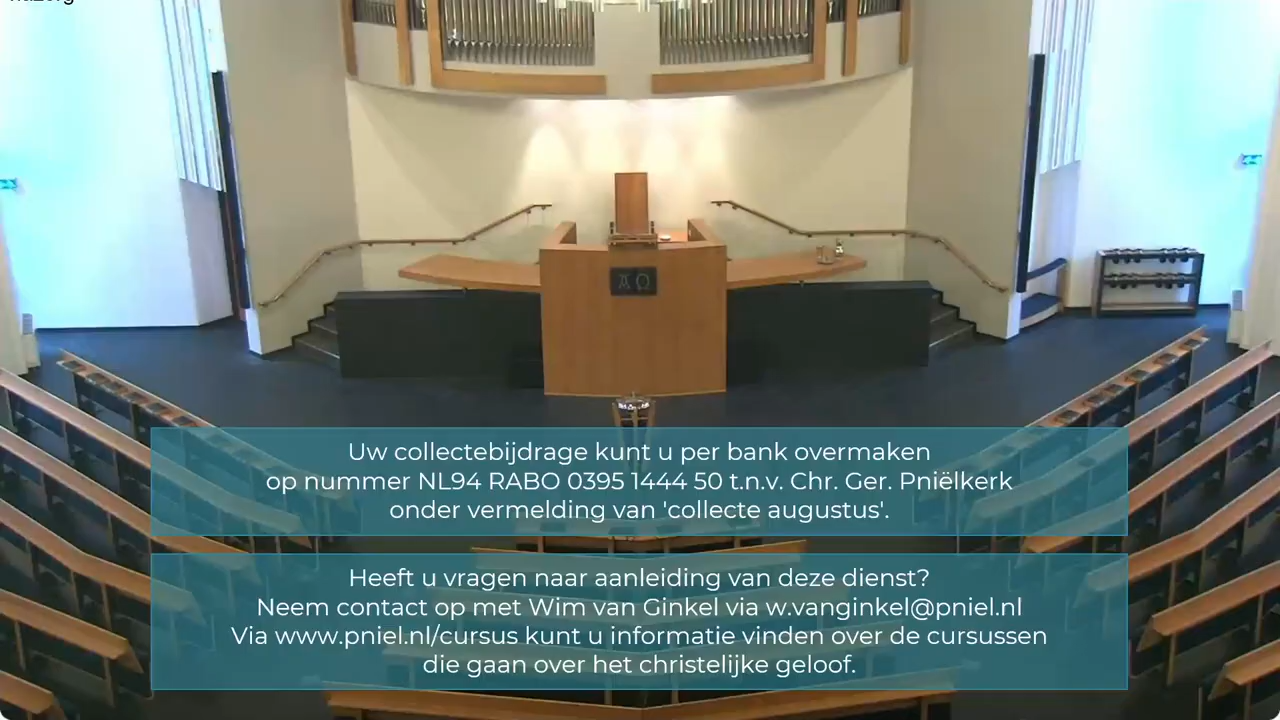 Α Ω
Uw collectebijdrage kunt u per bank overmaken
op nummer NL94 RABO 0395 1444 50 t.n.v. Chr. Ger. Pniëlkerk
onder vermelding van 'collecte augustus'.
Heeft u vragen naar aanleiding van deze dienst?
Neem contact op met Wim van Ginkel via w.vanginkel@pniel.nl
Via www.pniel.nl/cursus kunt u informatie vinden over de cursussen
die gaan over het christelijke geloof.